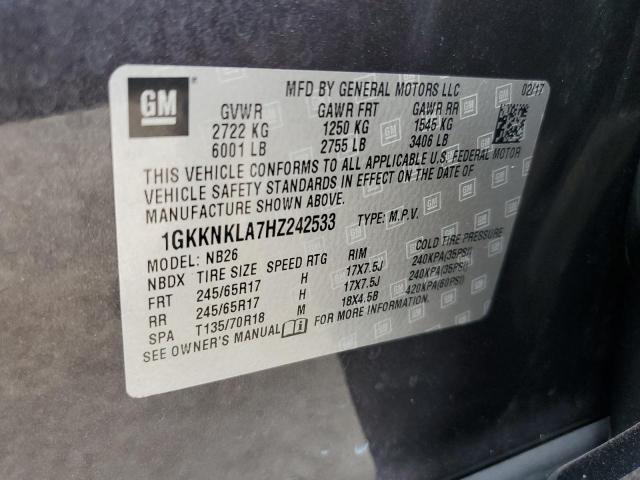 GM
MFD BY GENERAL MOTORS LLC 02/17
GVWR GAWR FRT GAWR RR
2722 KG 1250 KG 1545 KG
6001 LB 2755 LB 3406 LB
THIS VEHICLE CONFORMS TO ALL APPLICABLE U.S. FEDERAL MOTOR
VEHICLE SAFETY STANDARDS IN EFFECT ON THE DATE OF
MANUFACTURE SHOWN ABOVE.
1GKKNKLA7HZ242533 TYPE: M.P.V.
MODEL: NB26
NBDX TIRE SIZE SPEED RTG RIM COLD TIRE PRESSURE
FRT 245/65R17 H 17X7.5J 240KPA(35PSI)
RR 245/65R17 H 17X7.5J 240KPA(35PSI)
SPA T135/70R18 M 18X4.5B 420KPA(60PSI)
SEE OWNER'S MANUAL FOR MORE INFORMATION.